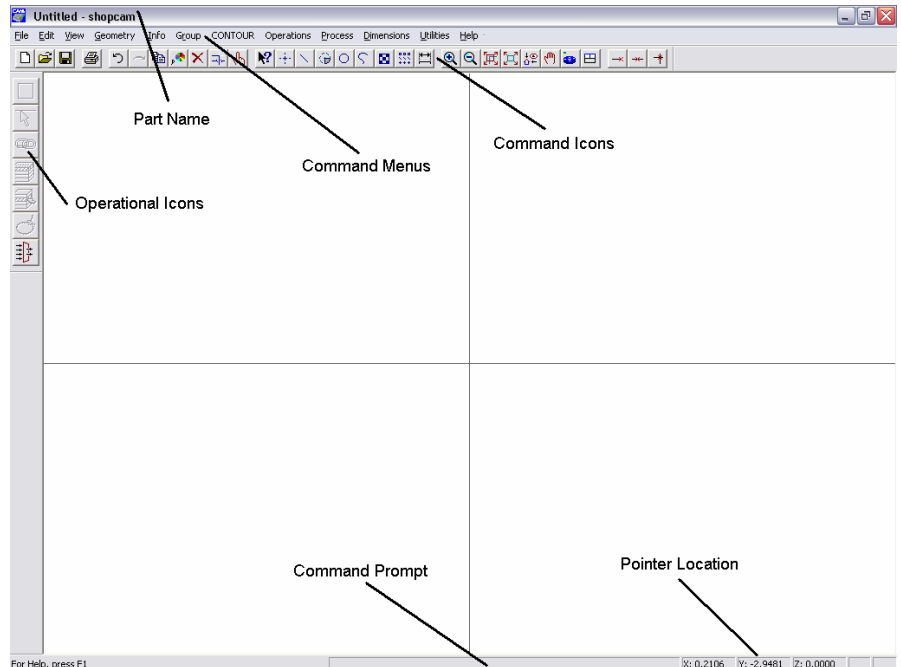 Untitled - shopcam
File Edit View Geometry Info Group CONTOUR Operations Process Dimensions Utilities Help
Part Name
Command Icons
Command Menus
Operational Icons
Pointer Location
Command Prompt
For Help, press F1 X: 0.2106 Y: -2.9481 Z: 0.0000